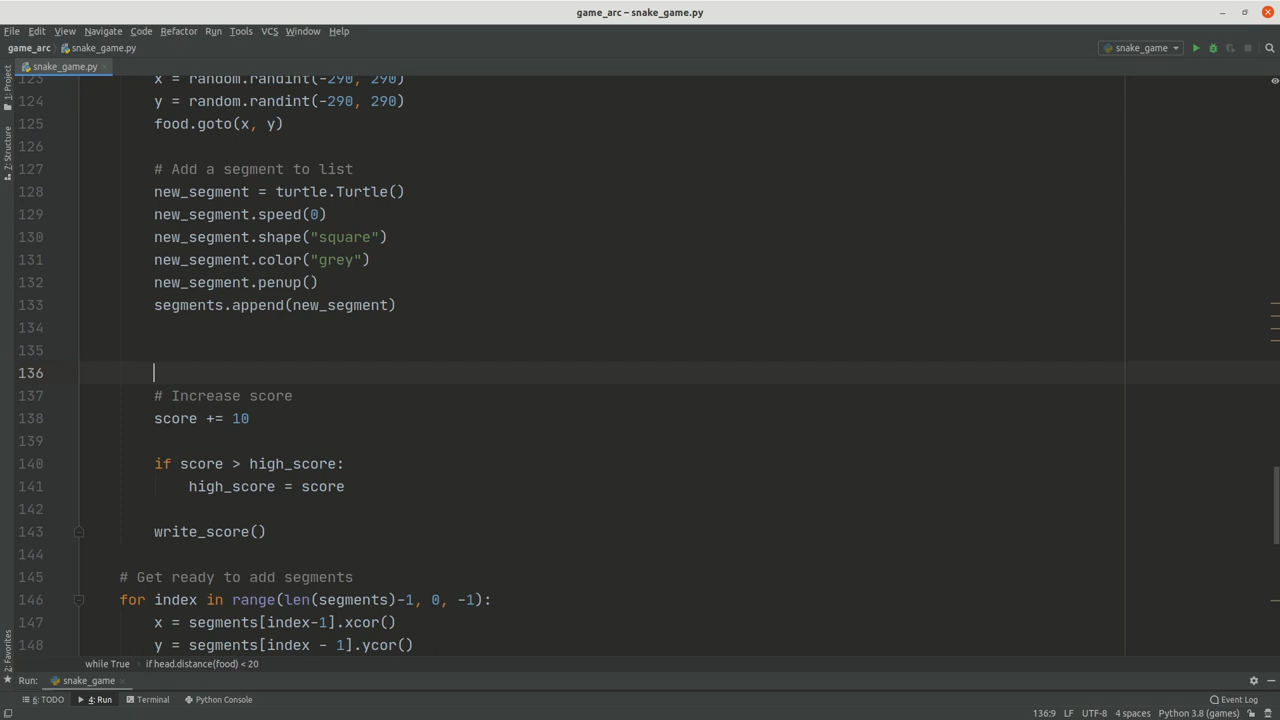 game_arc – snake_game.py
File Edit View Navigate Code Refactor Run Tools VCS Window Help
game_arc snake_game.py snake_game
snake_game.py
1: Project
7: Structure
2: Favorites
123 x = random.randint(-290, 290)
124 y = random.randint(-290, 290)
125 food.goto(x, y)
126
127 # Add a segment to list
128 new_segment = turtle.Turtle()
129 new_segment.speed(0)
130 new_segment.shape("square")
131 new_segment.color("grey")
132 new_segment.penup()
133 segments.append(new_segment)
134
135
136
137 # Increase score
138 score += 10
139
140 if score > high_score:
141 high_score = score
142
143 write_score()
144
145 # Get ready to add segments
146 for index in range(len(segments)-1, 0, -1):
147 x = segments[index-1].xcor()
148 y = segments[index - 1].ycor()
while True › if head.distance(food) < 20
Run: snake_game
6: TODO 4: Run Terminal Python Console Event Log
136:9 LF UTF-8 4 spaces Python 3.8 (games)